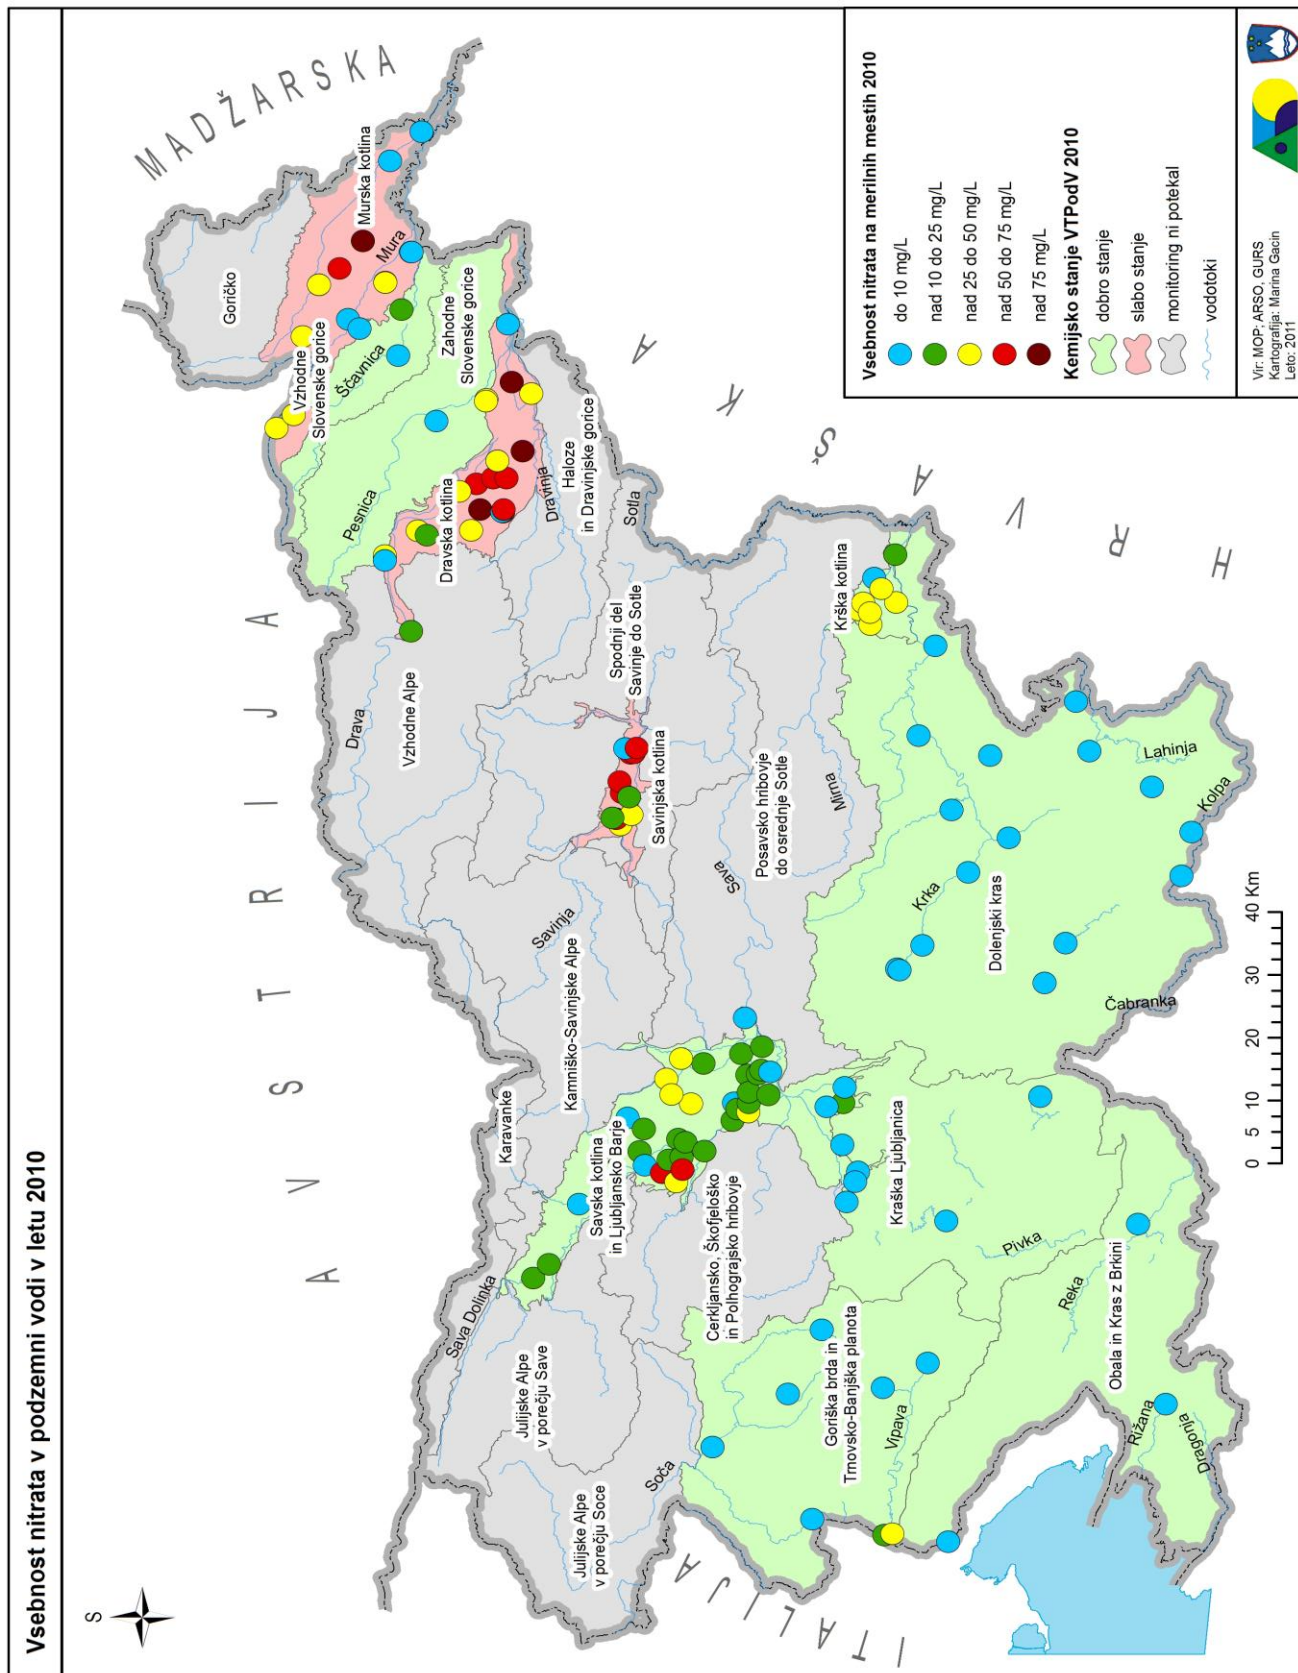 Vsebnost nitrata v podzemni vodi v letu 2010
S
A V S T R I J A
MADŽARSKA
ITALIJA
HRVAŠKA
Goričko
Murska kotlina
Mura
Vzhodne
Slovenske gorice
Ščavnica
Zahodne
Slovenske gorice
Pesnica
Dravska kotlina
Dravinja
Haloze
in Dravinjske gorice
Drava
Vzhodne Alpe
Sotla
Spodnji del
Savinje do Sotle
Savinjska kotlina
Karavanke
Kamniško-Savinjske Alpe
Savinja
Sava Dolinka
Julijske Alpe
v porečju Save
Julijske Alpe
v porečju Soce
Soča
Savska kotlina
in Ljubljansko Barje
Cerkljansko, Škofjeloško
in Polhograjsko hribovje
Sava
Posavsko hribovje
do osrednje Sotle
Mirna
Krška kotlina
Krka
Dolenjski kras
Lahinja
Kolpa
Čabranka
Kraška Ljubljanica
Pivka
Goriška brda in
Trnovsko-Banjška planota
Vipava
Reka
Obala in Kras z Brkini
Rižana
Dragonja
0 5 10 20 30 40 Km
Vsebnost nitrata na merilnih mestih 2010
do 10 mg/L
nad 10 do 25 mg/L
nad 25 do 50 mg/L
nad 50 do 75 mg/L
nad 75 mg/L
Kemijsko stanje VTPodV 2010
dobro stanje
slabo stanje
monitoring ni potekal
vodotoki
Vir: MOP; ARSO, GURS
Kartografija: Marina Gacin
Leto: 2011